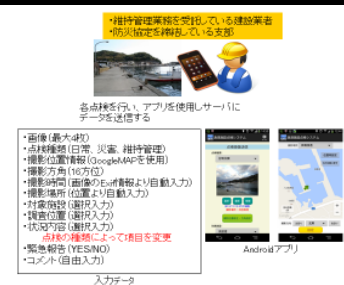 ・維持管理業務を受託している建設業者
・防災協定を締結している支部
各点検を行い、アプリを使用しサーバに
データを送信する
・画像(最大4枚)
・点検種類(日常、災害、維持管理)
・撮影位置情報(GoogleMAPを使用)
・撮影方角(16方位)
・撮影時間(画像のExif情報より自動入力)
・撮影場所(位置より自動入力)
・対象施設(選択入力)
・調査位置(選択入力)
・状況内容(選択入力)
点検の種類によって項目を変更
・緊急報告(YES/NO)
・コメント(自由入力)
入力データ
Androidアプリ